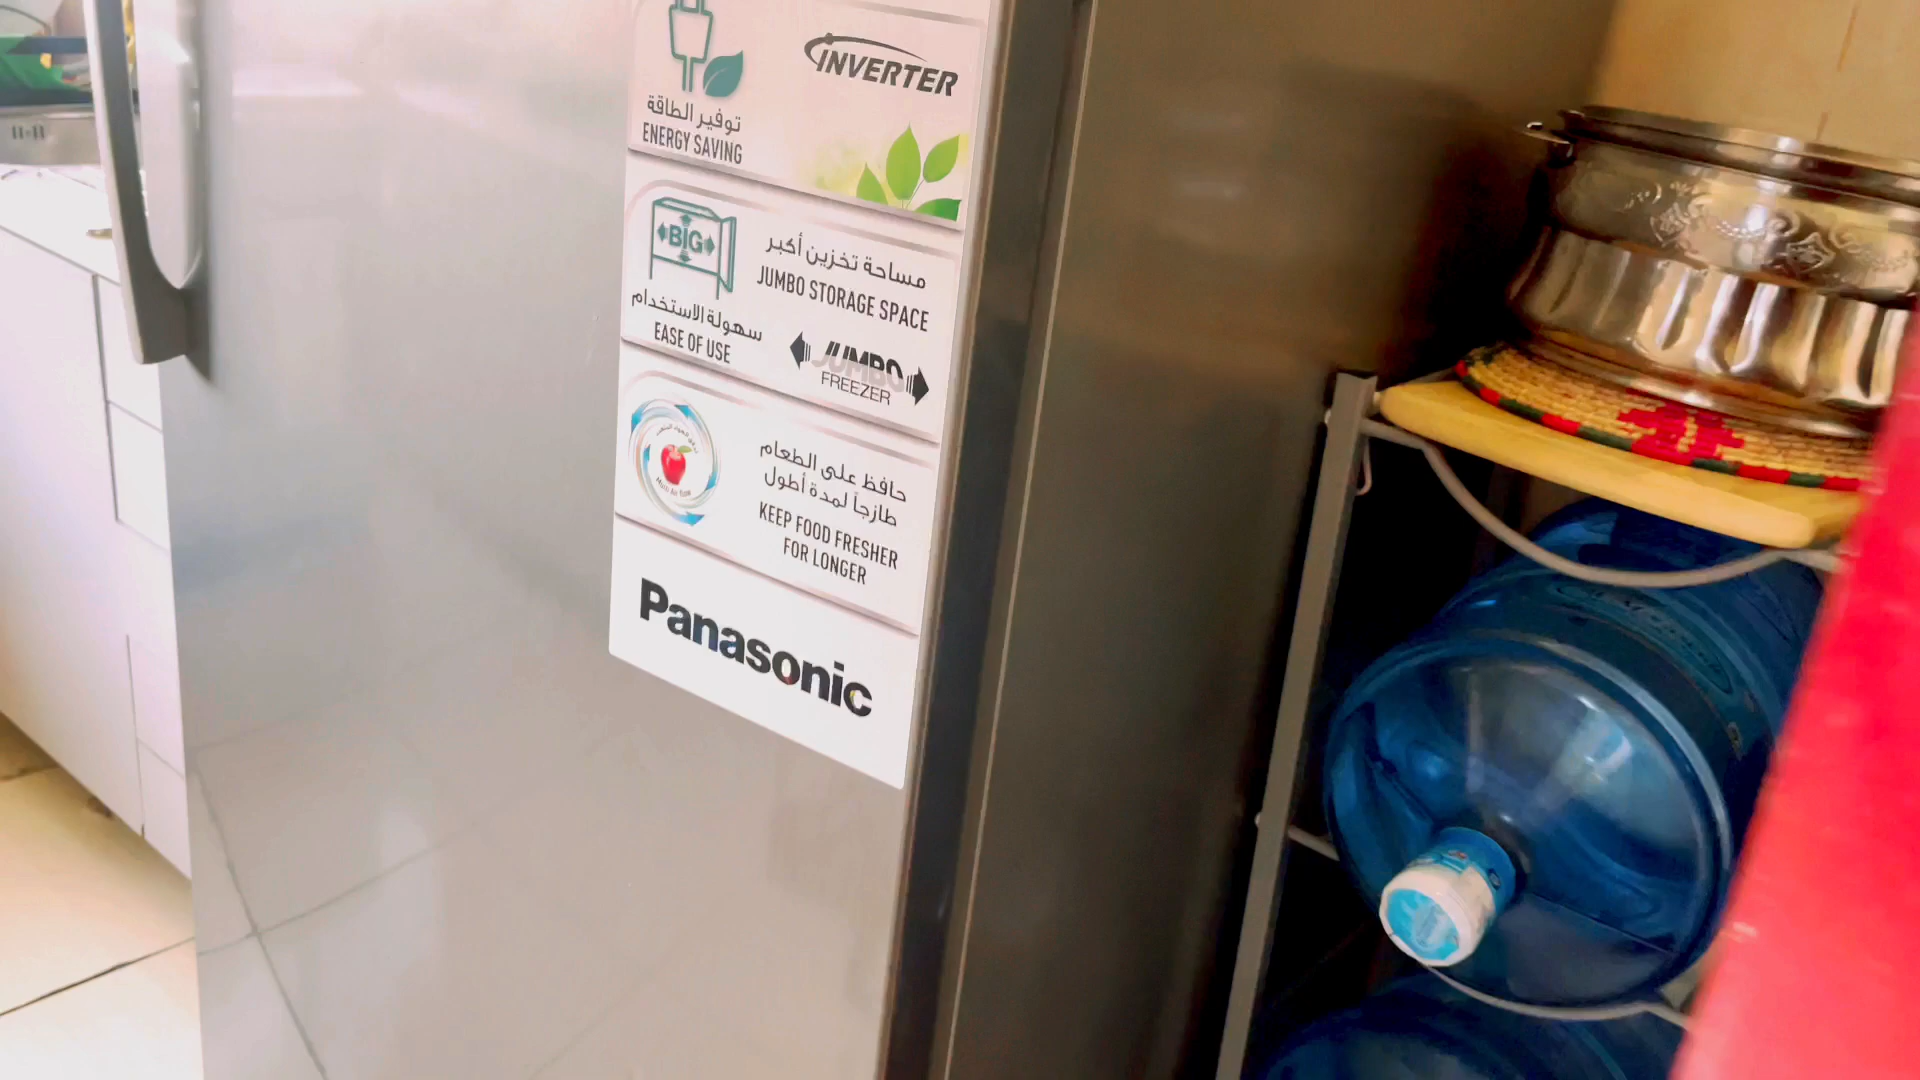 INVERTER
توفير الطاقة
ENERGY SAVING
BIG
مساحة تخزين أكبر
JUMBO STORAGE SPACE
سهولة الاستخدام
EASE OF USE
JUMBO
FREEZER
حافظ على الطعام
طازجاً لمدة أطول
KEEP FOOD FRESHER
FOR LONGER
Panasonic